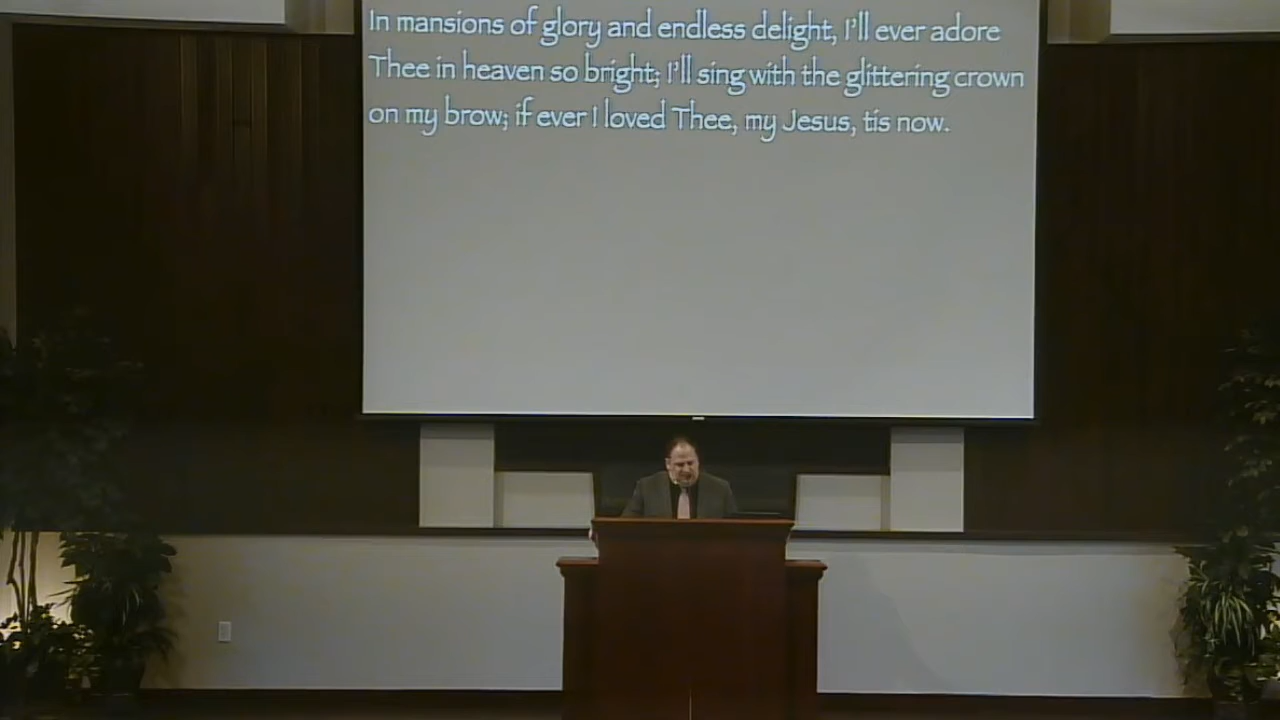 In mansions of glory and endless delight, I'll ever adore
Thee in heaven so bright; I'll sing with the glittering crown
on my brow; if ever I loved Thee, my Jesus, tis now.